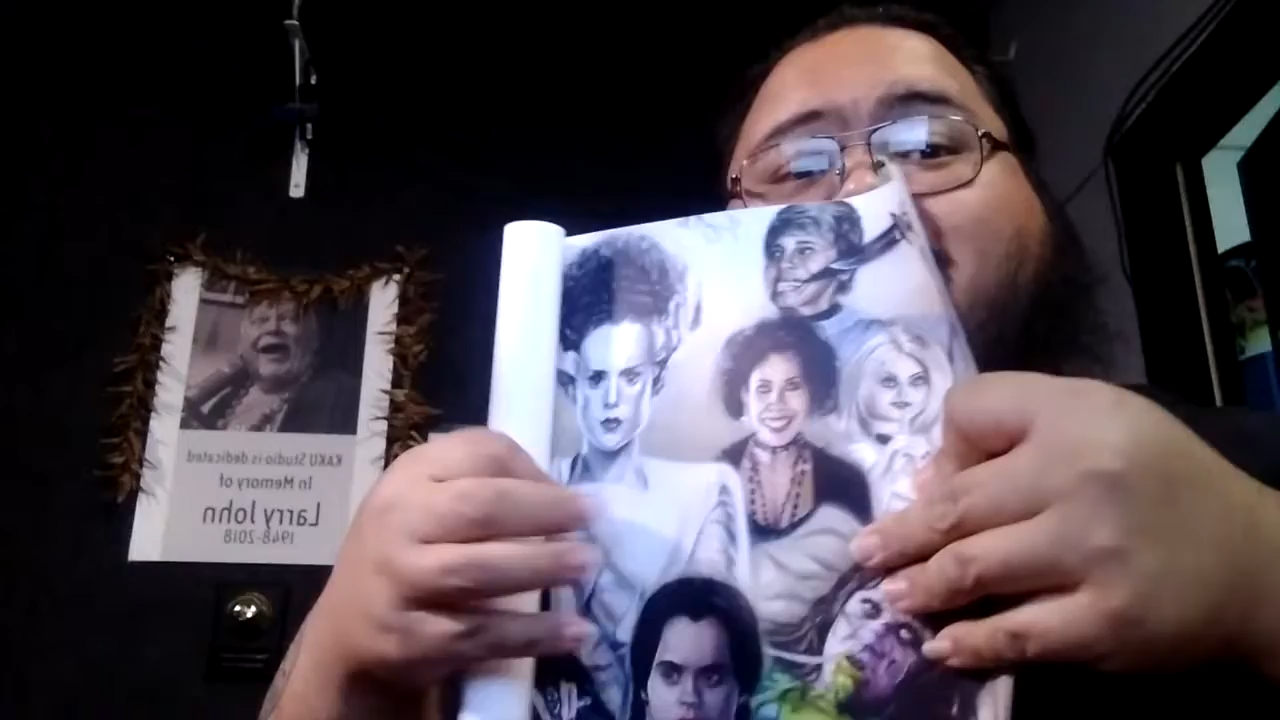 KAKU Studio is dedicated
In Memory of
Larry John
1948-2018